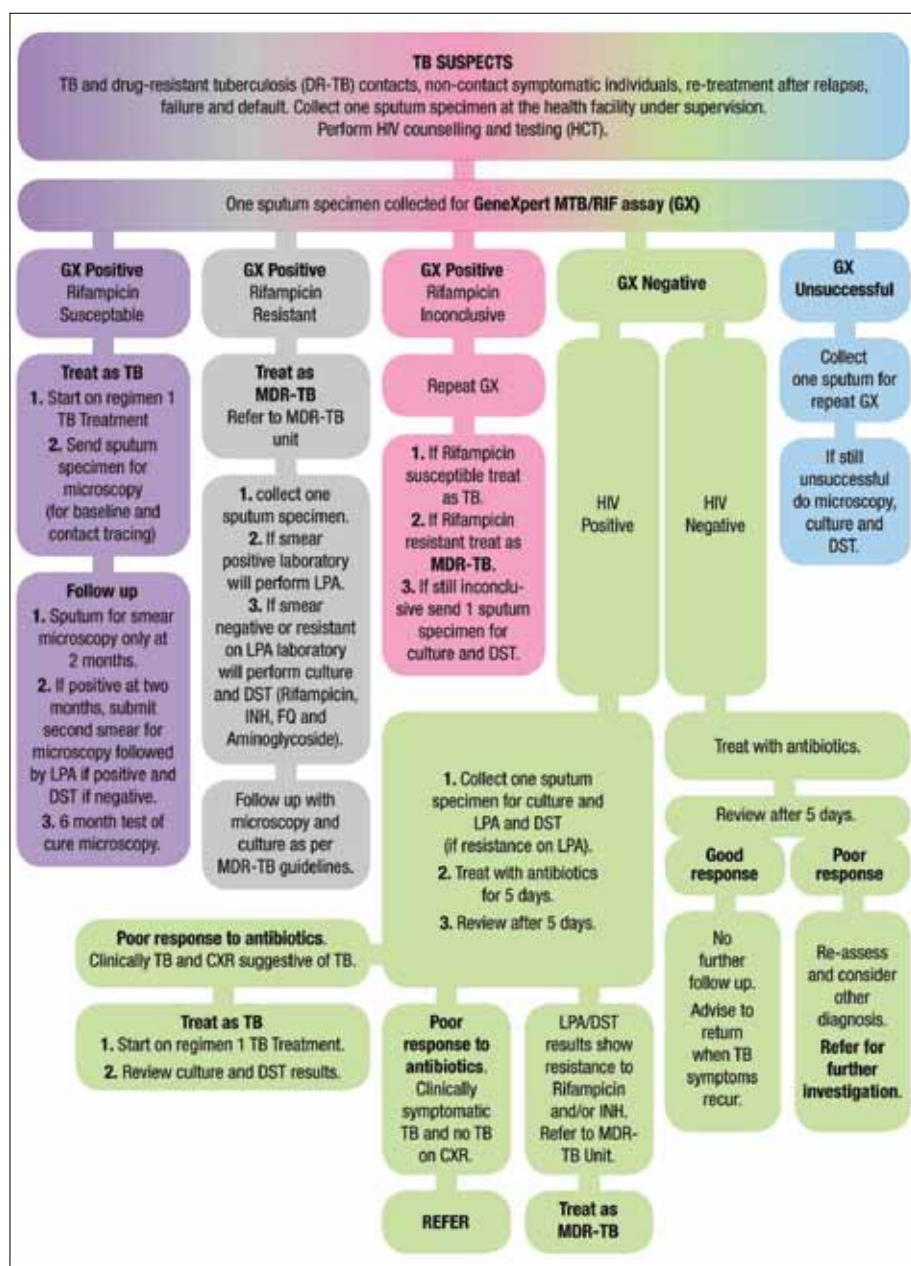 TB SUSPECTS
TB and drug-resistant tuberculosis (DR-TB) contacts, non-contact symptomatic individuals, re-treatment after relapse,
failure and default. Collect one sputum specimen at the health facility under supervision.
Perform HIV counselling and testing (HCT).
One sputum specimen collected for GeneXpert MTB/RIF assay (GX)
GX Positive
Rifampicin
Susceptable
Treat as TB
1. Start on regimen 1
TB Treatment
2. Send sputum
specimen for
microscopy
(for baseline and
contact tracing)
Follow up
1. Sputum for smear
microscopy only at
2 months.
2. If positive at two
months, submit
second smear for
microscopy followed
by LPA if positive and
DST if negative.
3. 6 month test of
cure microscopy.
GX Positive
Rifampicin
Resistant
Treat as
MDR-TB
Refer to MDR-TB
unit
1. collect one
sputum specimen.
2. If smear
positive laboratory
will perform LPA.
3. If smear
negative or resistant
on LPA laboratory
will perform culture
and DST (Rifampicin,
INH, FQ and
Aminoglycoside).
Follow up with
microscopy and
culture as per
MDR-TB guidelines.
GX Positive
Rifampicin
Inconclusive
Repeat GX
1. If Rifampicin
susceptible treat
as TB.
2. If Rifampicin
resistant treat as
MDR-TB.
3. If still inconclu-
sive send 1 sputum
specimen for
culture and DST.
GX Negative
HIV
Positive
1. Collect one sputum
specimen for culture and
LPA and DST
(if resistance on LPA).
2. Treat with antibiotics
for 5 days.
3. Review after 5 days.
Poor response to antibiotics.
Clinically TB and CXR suggestive of TB.
Treat as TB
1. Start on regimen 1 TB Treatment.
2. Review culture and DST results.
Poor
response to
antibiotics.
Clinically
symptomatic
TB and no TB
on CXR.
REFER
LPA/DST
results show
resistance to
Rifampicin
and/or INH.
Refer to MDR-
TB Unit.
Treat as
MDR-TB
HIV
Negative
Treat with antibiotics.
Review after 5 days.
Good
response
No
further
follow up.
Advise to
return
when TB
symptoms
recur.
Poor
response
Re-assess
and consider
other
diagnosis.
Refer for
further
investigation.
GX
Unsuccessful
Collect
one sputum for
repeat GX
If still
unsuccessful
do microscopy,
culture and
DST.